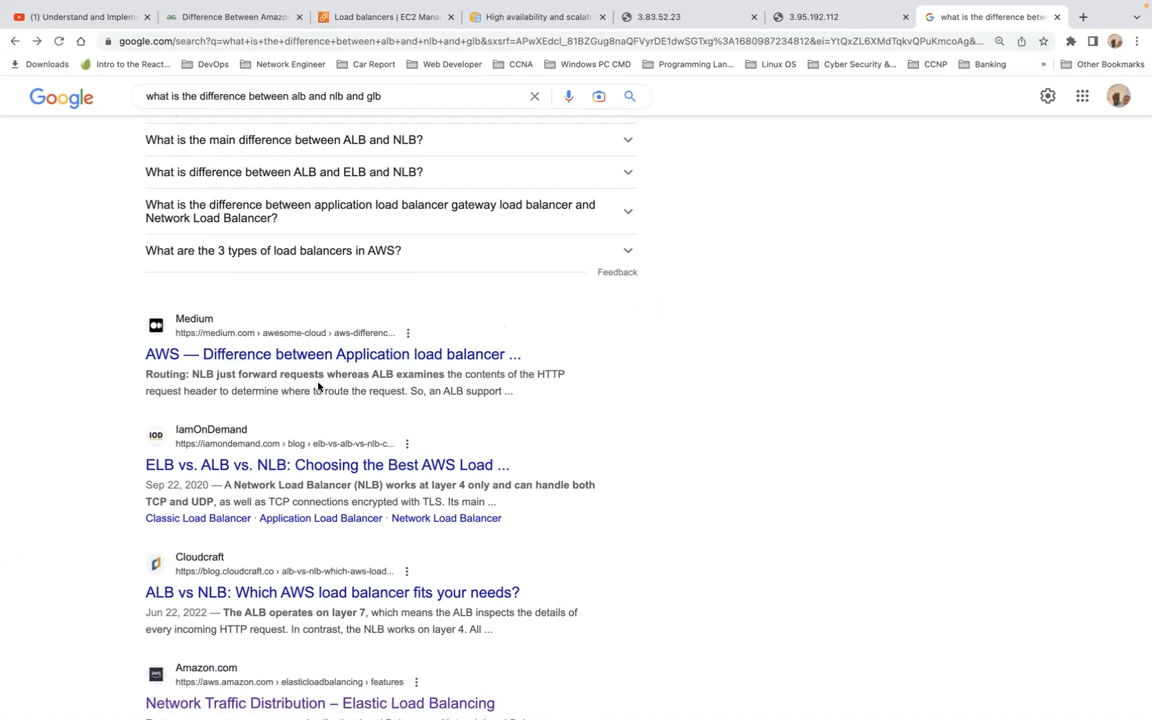 (1) Understand and Implem
Difference Between Amazo
Load balancers | EC2 Mana
High availability and scalab
3.83.52.23
3.95.192.112
what is the difference betw
google.com/search?q=what+is+the+difference+between+alb+and+nlb+and+glb&sxsrf=APwXEdcl_81BZGug8naQFVyrDE1dwSGTxg%3A1680987234812&ei=YtQxZL6XMdTqkvQPuKmcoAg&...
Downloads
Intro to the React...
DevOps
Network Engineer
Car Report
Web Developer
CCNA
Windows PC CMD
Programming Lan...
Linux OS
Cyber Security &...
CCNP
Banking
»
Other Bookmarks
Google
what is the difference between alb and nlb and glb
What is the main difference between ALB and NLB?
What is difference between ALB and ELB and NLB?
What is the difference between application load balancer gateway load balancer and
Network Load Balancer?
What are the 3 types of load balancers in AWS?
Feedback
Medium
https://medium.com › awesome-cloud › aws-differenc...
AWS — Difference between Application load balancer ...
Routing: NLB just forward requests whereas ALB examines the contents of the HTTP
request header to determine where to route the request. So, an ALB support ...
IOD
IamOnDemand
https://iamondemand.com › blog › elb-vs-alb-vs-nlb-c...
ELB vs. ALB vs. NLB: Choosing the Best AWS Load ...
Sep 22, 2020 — A Network Load Balancer (NLB) works at layer 4 only and can handle both
TCP and UDP, as well as TCP connections encrypted with TLS. Its main ...
Classic Load Balancer · Application Load Balancer · Network Load Balancer
Cloudcraft
https://blog.cloudcraft.co › alb-vs-nlb-which-aws-load...
ALB vs NLB: Which AWS load balancer fits your needs?
Jun 22, 2022 — The ALB operates on layer 7, which means the ALB inspects the details of
every incoming HTTP request. In contrast, the NLB works on layer 4. All ...
aws
Amazon.com
https://aws.amazon.com › elasticloadbalancing › features
Network Traffic Distribution – Elastic Load Balancing